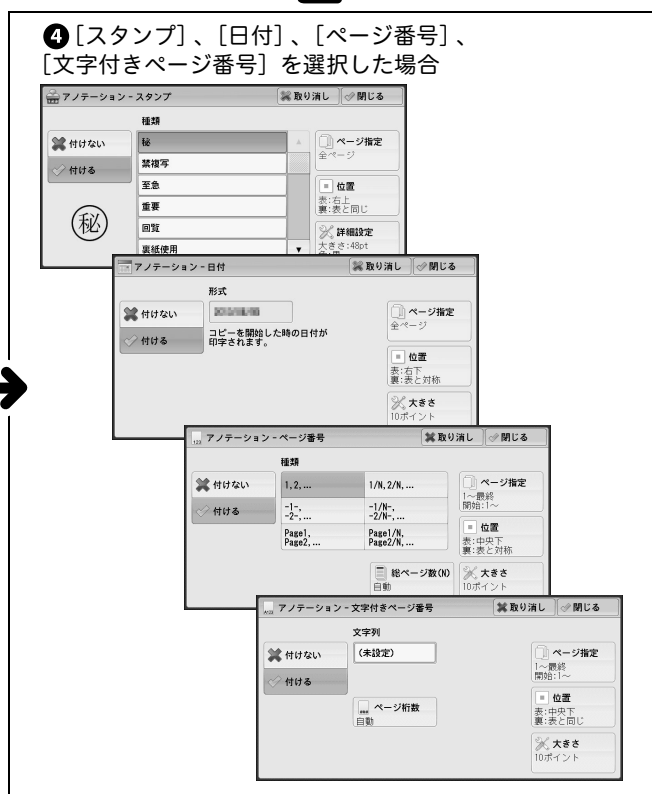 ❹[スタンプ]、[日付]、[ページ番号]、
[文字付きページ番号]を選択した場合
アノテーション-スタンプ
取り消し
閉じる
種類
付けない
付ける
㊙
秘
禁複写
至急
重要
回覧
裏紙使用
ページ指定
全ページ
位置
表:右上
裏:表と同じ
詳細設定
大きさ:48pt
アノテーション-日付
取り消し
閉じる
形式
付けない
付ける
コピーを開始した時の日付が
印字されます。
ページ指定
全ページ
位置
表:右下
裏:表と対称
大きさ
10ポイント
アノテーション-ページ番号
取り消し
閉じる
種類
付けない
付ける
1,2,...
1/N,2/N,...
-1-,
-2-,...
-1/N-,
-2/N-,...
Page1,
Page2,...
Page1/N,
Page2/N,...
総ページ数(N)
自動
ページ指定
1～最終
開始:1～
位置
表:中央下
裏:表と対称
大きさ
10ポイント
アノテーション-文字付きページ番号
取り消し
閉じる
文字列
付けない
付ける
(未設定)
ページ桁数
自動
ページ指定
1～最終
開始:1～
位置
表:中央下
裏:表と同じ
大きさ
10ポイント